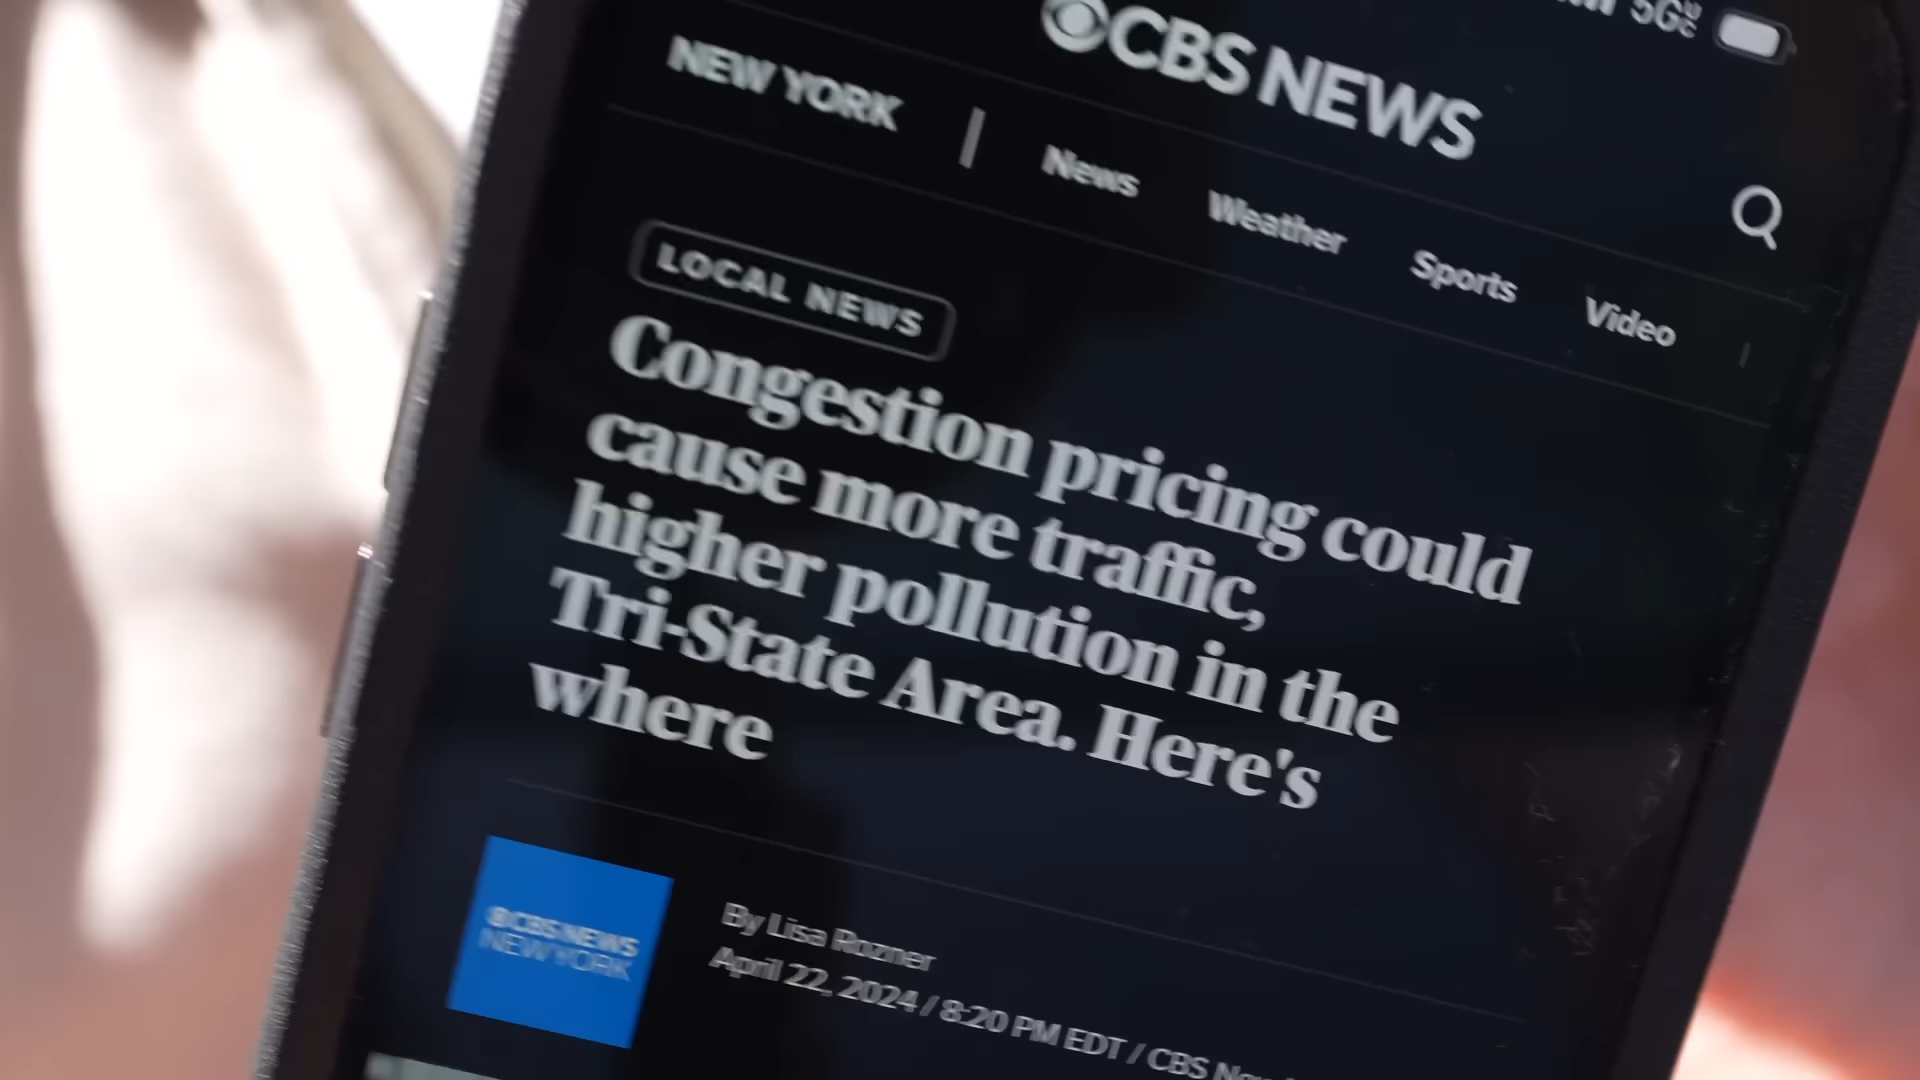 5G
CBS NEWS
NEW YORK | News Weather Sports Video
LOCAL NEWS
Congestion pricing could
cause more traffic,
higher pollution in the
Tri-State Area. Here's
where
CBS NEWS
NEW YORK
By Lisa Rozner
April 22, 2024 / 8:20 PM EDT / CBS